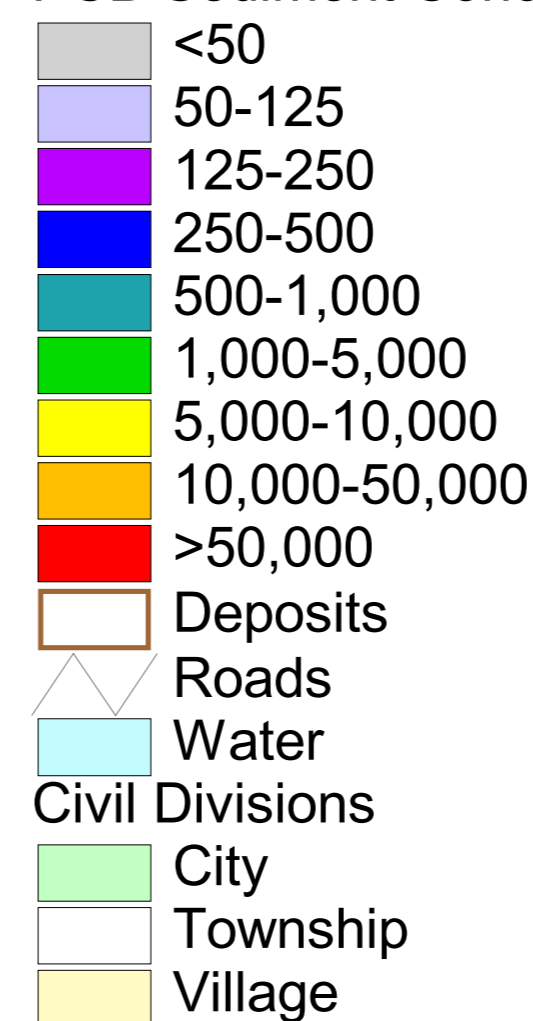 <50
50-125
125-250
250-500
500-1,000
1,000-5,000
5,000-10,000
10,000-50,000
>50,000
Deposits
Roads
Water
Civil Divisions
City
Township
Village